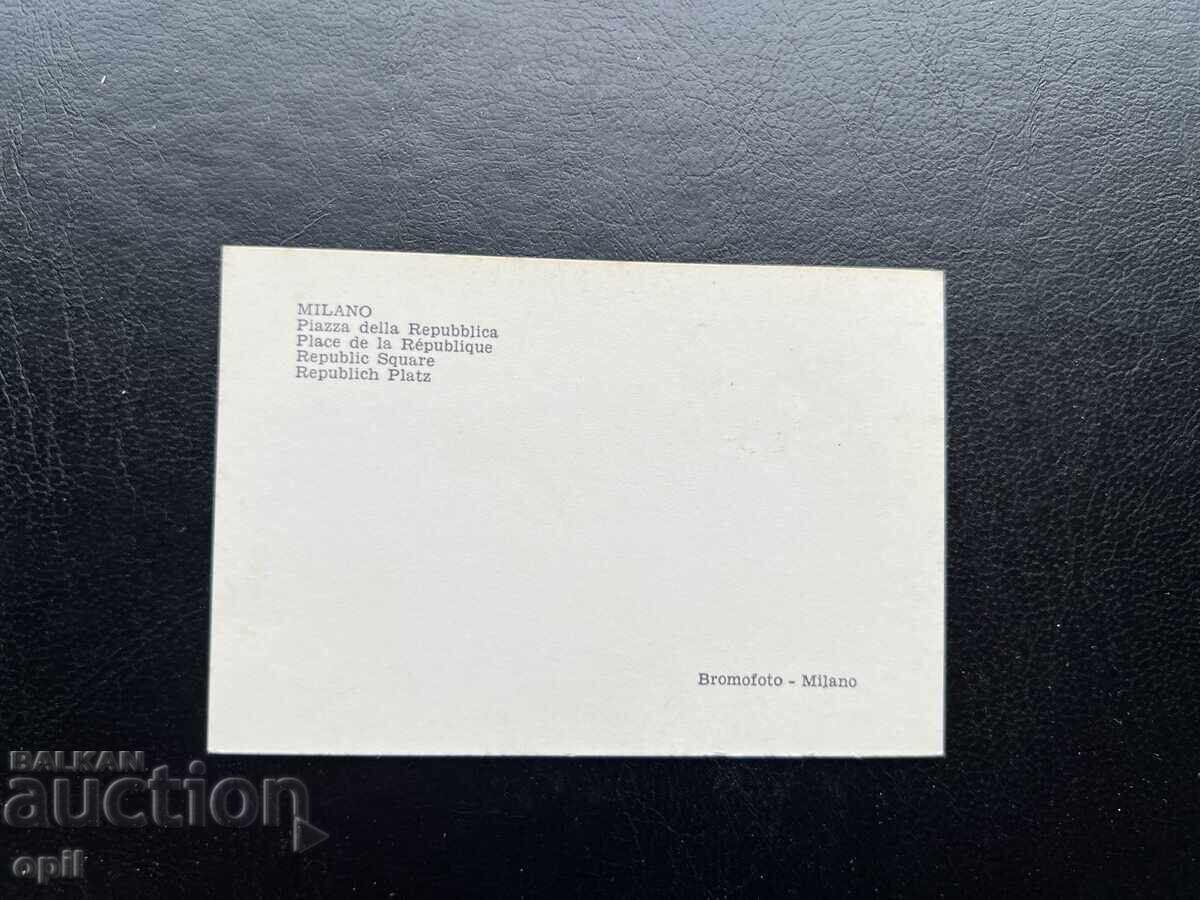 MILANO
Piazza della Repubblica
Place de la République
Republic Square
Republich Platz
Bromofoto - Milano
BALKAN
auction
opil